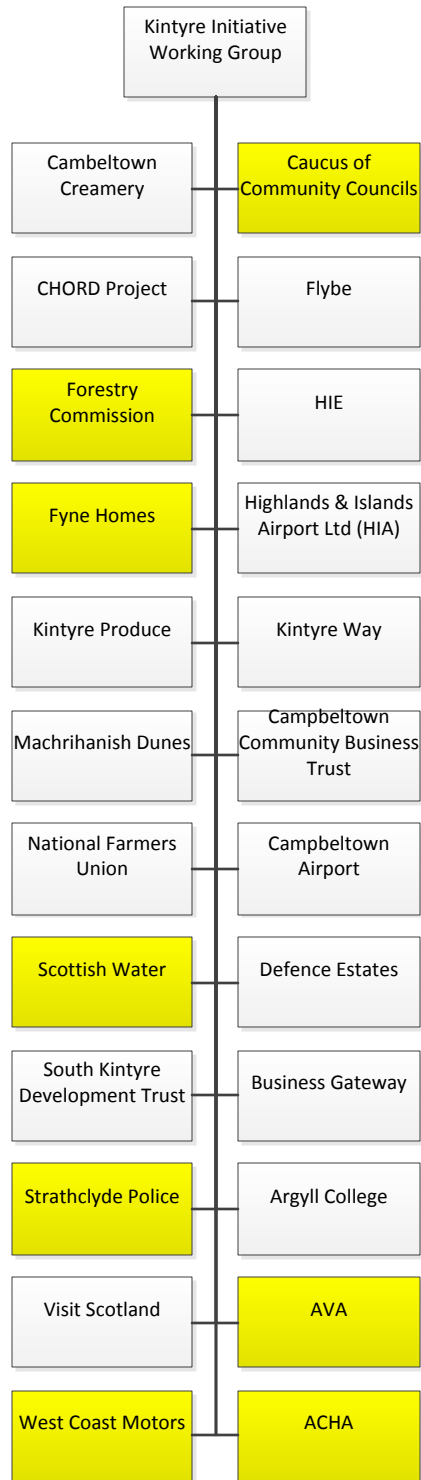 Kintyre Initiative
Working Group
Cambeltown
Creamery
Caucus of
Community Councils
CHORD Project
Flybe
Forestry
Commission
HIE
Fyne Homes
Highlands & Islands
Airport Ltd (HIA)
Kintyre Produce
Kintyre Way
Machrihanish Dunes
Campbeltown
Community Business
Trust
National Farmers
Union
Campbeltown
Airport
Scottish Water
Defence Estates
South Kintyre
Development Trust
Business Gateway
Strathclyde Police
Argyll College
Visit Scotland
AVA
West Coast Motors
ACHA